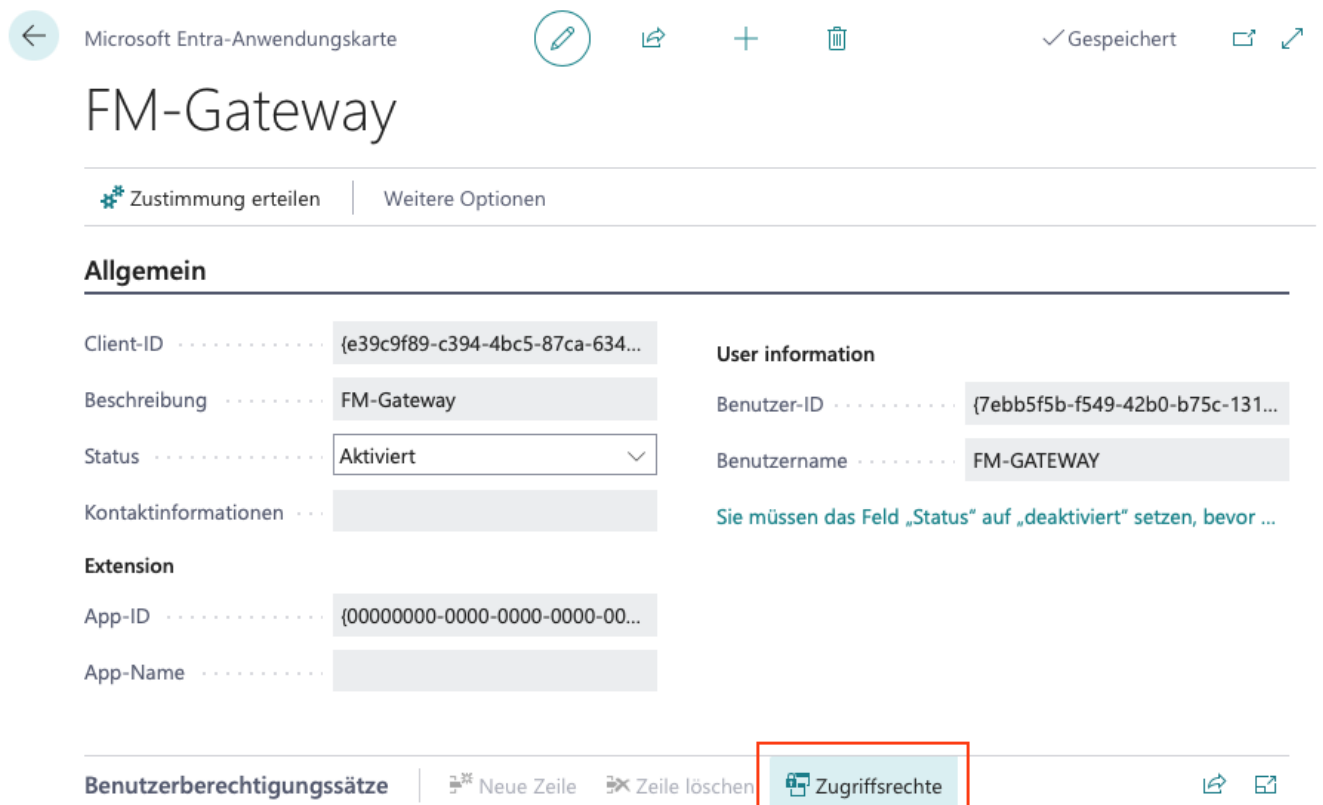 Microsoft Entra-Anwendungskarte
Gespeichert
FM-Gateway
Zustimmung erteilen
Weitere Optionen
Allgemein
Client-ID
{e39c9f89-c394-4bc5-87ca-634...
Beschreibung
FM-Gateway
Status
Aktiviert
Kontaktinformationen
Extension
App-ID
{00000000-0000-0000-0000-00...
App-Name
User information
Benutzer-ID
{7ebb5f5b-f549-42b0-b75c-131...
Benutzername
FM-GATEWAY
Sie müssen das Feld „Status“ auf „deaktiviert“ setzen, bevor ...
Benutzerberechtigungssätze
Neue Zeile
Zeile löschen
Zugriffsrechte